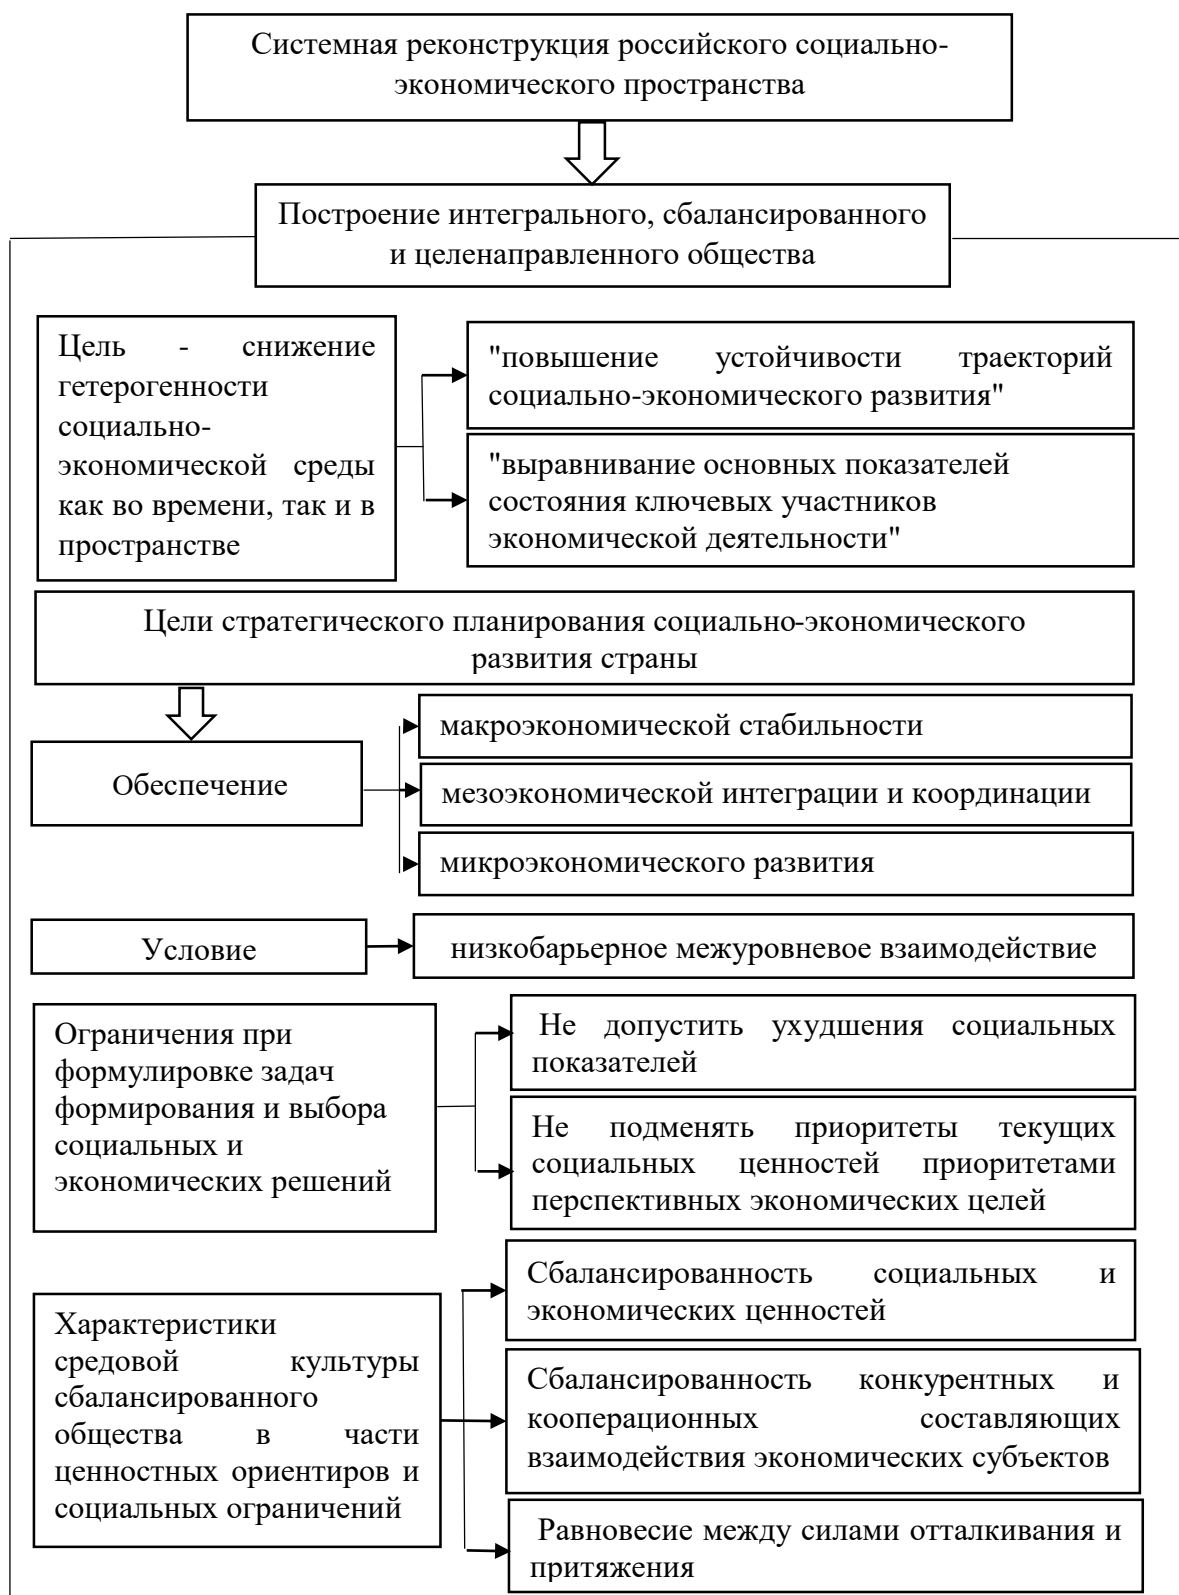 Системная реконструкция российского социально-
экономического пространства
Построение интегрального, сбалансированного
и целенаправленного общества
Цель - снижение
гетерогенности
социально-
экономической среды
как во времени, так и в
пространстве
"повышение устойчивости траекторий
социально-экономического развития"
"выравнивание основных показателей
состояния ключевых участников
экономической деятельности"
Цели стратегического планирования социально-экономического
развития страны
Обеспечение
макроэкономической стабильности
мезоэкономической интеграции и координации
микроэкономического развития
Условие
низкобарьерное межуровневое взаимодействие
Ограничения при
формулировке задач
формирования и выбора
социальных и
экономических решений
Не допустить ухудшения социальных
показателей
Не подменять приоритеты текущих
социальных ценностей приоритетами
перспективных экономических целей
Характеристики
средовой культуры
сбалансированного
общества в части
ценностных ориентиров и
социальных ограничений
Сбалансированность социальных и
экономических ценностей
Сбалансированность конкурентных и
кооперационных составляющих
взаимодействия экономических субъектов
Равновесие между силами отталкивания и
притяжения